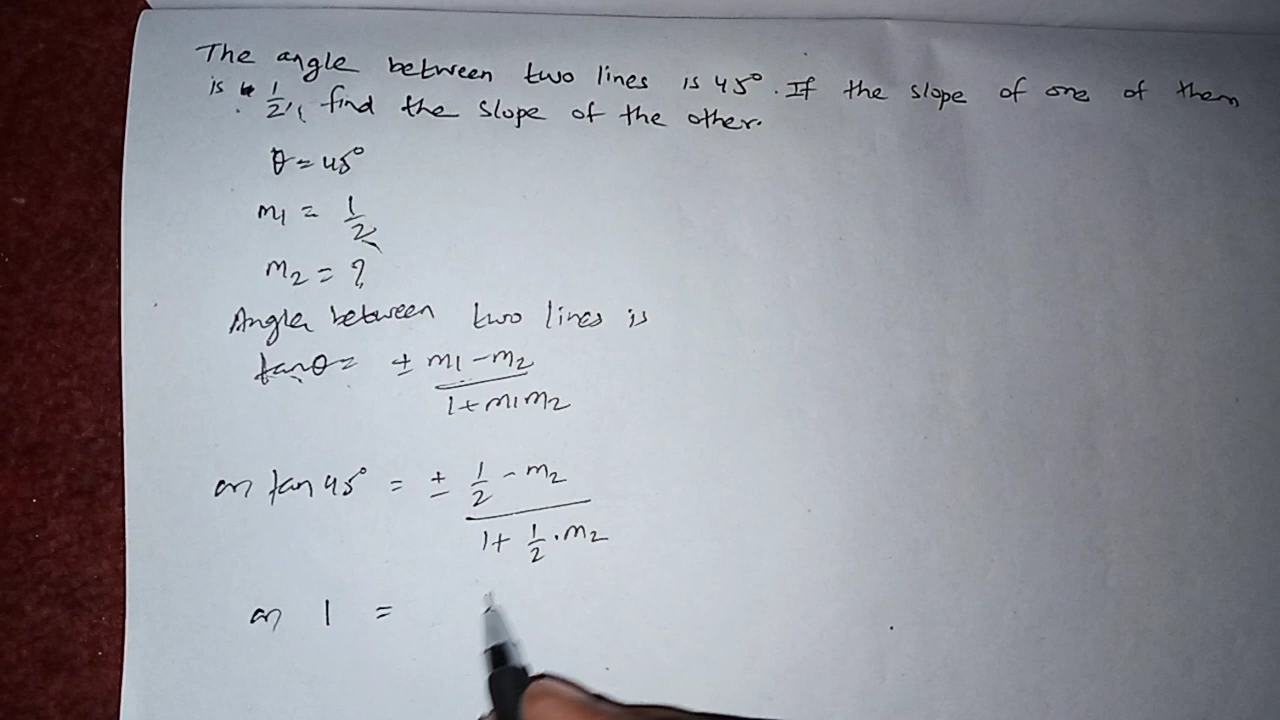 The angle between two lines is 45°. If the slope of one of them
is 1/2, find the slope of the other.
θ = 45°
m1 = 1/2
m2 = ?
Angle between two lines is
tanθ = ± m1 - m2
1 + m1m2
or tan 45° = ± 1/2 - m2
1 + 1/2 . m2
or 1 =